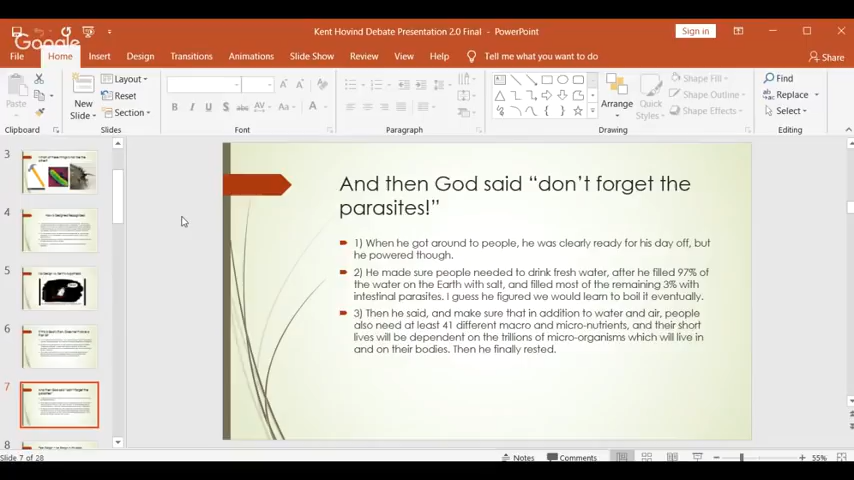 Kent Hovind Debate Presentation 2.0 Final - PowerPoint
Sign in
Google
File Home Insert Design Transitions Animations Slide Show Review View Help Tell me what you want to do
Share
Paste
New Slide
Layout
Reset
Section
Arrange
Quick Styles
Shape Fill
Shape Outline
Shape Effects
Find
Replace
Select
Clipboard Slides Font Paragraph Drawing Editing
3
4
5
6
7
8
And then God said "don't forget the
parasites!"
1) When he got around to people, he was clearly ready for his day off, but
he powered though.
2) He made sure people needed to drink fresh water, after he filled 97% of
the water on the Earth with salt, and filled most of the remaining 3% with
intestinal parasites. I guess he figured we would learn to boil it eventually.
3) Then he said, and make sure that in addition to water and air, people
also need at least 41 different macro and micro-nutrients, and their short
lives will be dependent on the trillions of micro-organisms which will live in
and on their bodies. Then he finally rested.
Slide 7 of 28
Notes
Comments
55%